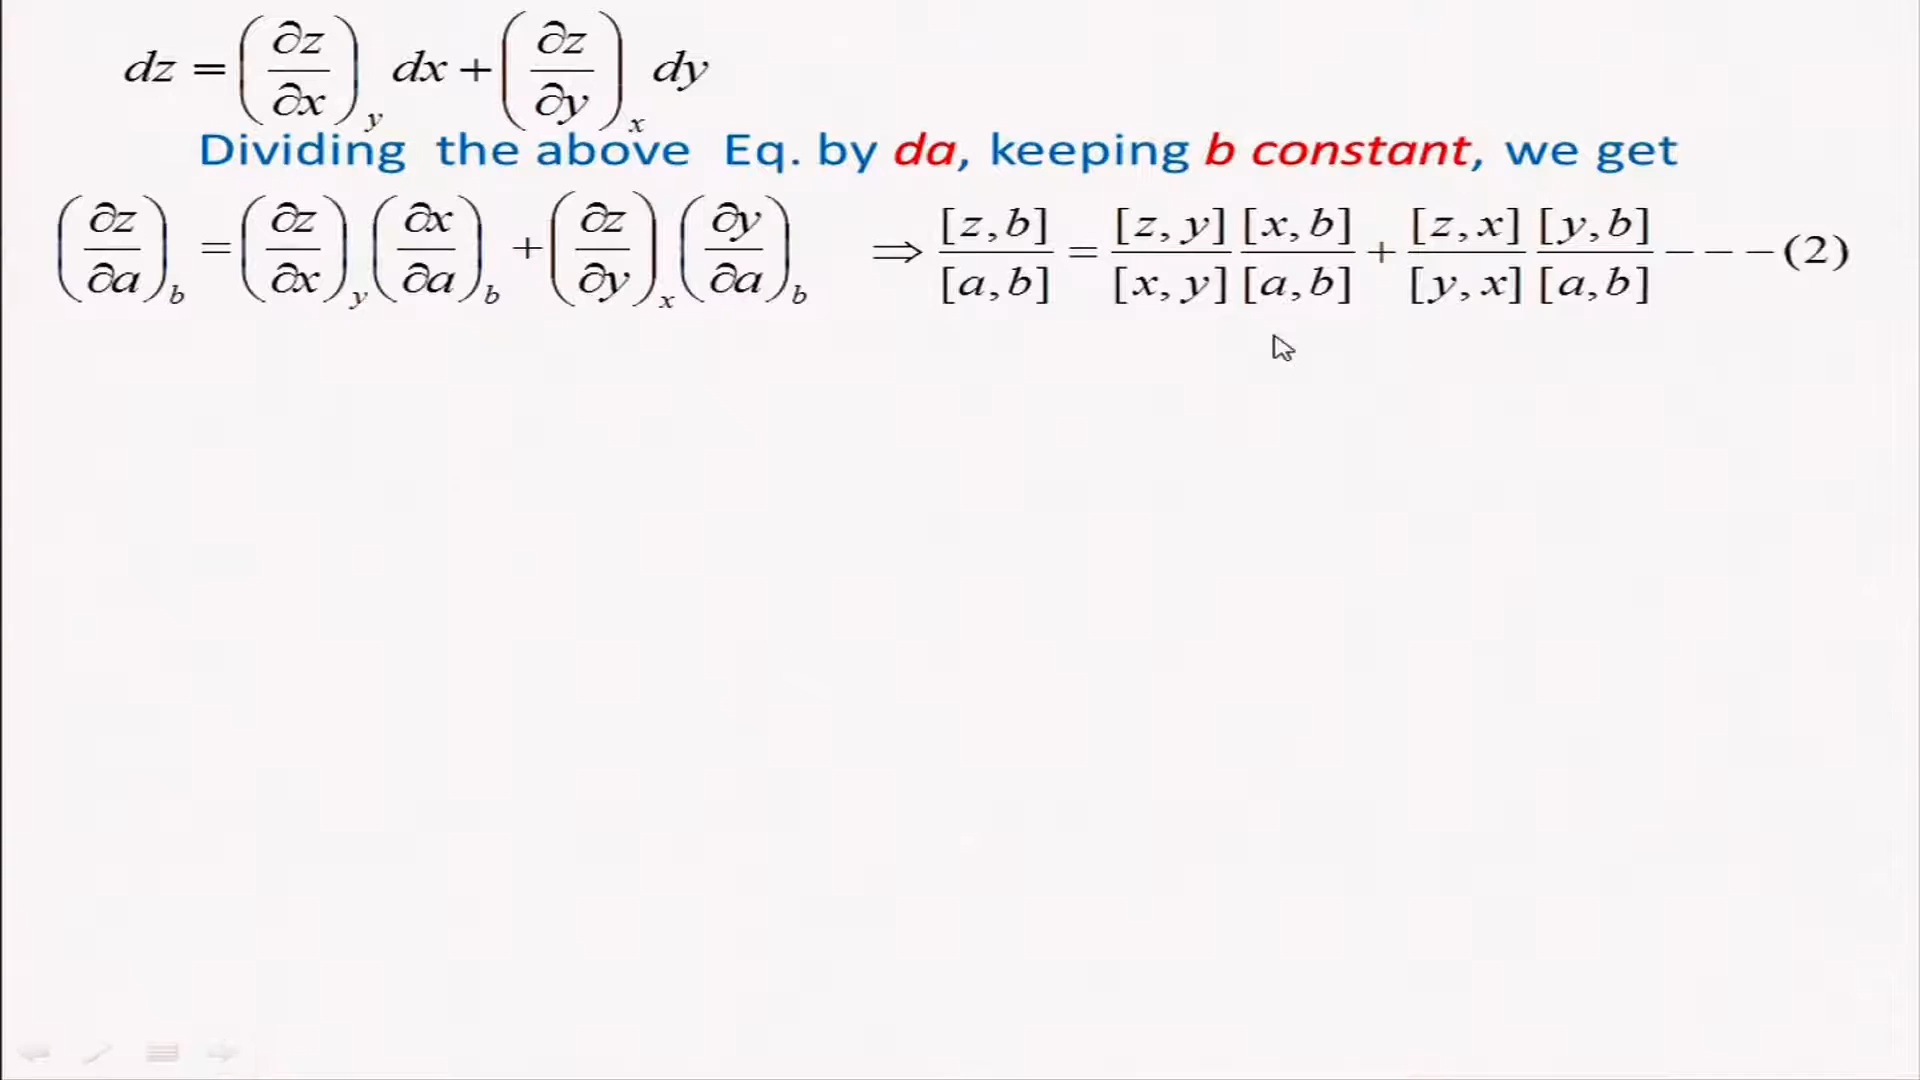 dz = (∂z/∂x)_y dx + (∂z/∂y)_x dy
Dividing the above Eq. by da, keeping b constant, we get
(∂z/∂a)_b = (∂z/∂x)_y (∂x/∂a)_b + (∂z/∂y)_x (∂y/∂a)_b ⇒ [z,b]/[a,b] = [z,y]/[x,y] [x,b]/[a,b] + [z,x]/[y,x] [y,b]/[a,b] − − − (2)